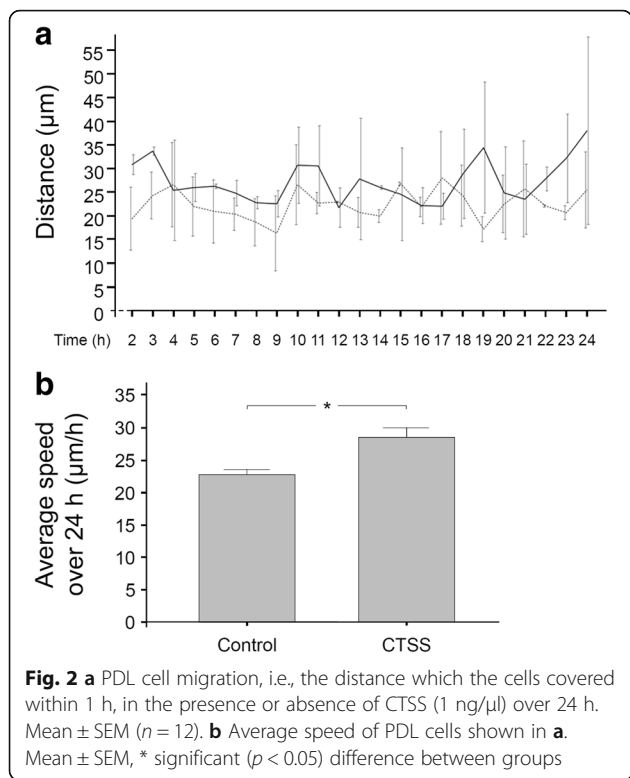 a
Distance (µm)
55
50
45
40
35
30
25
20
15
10
5
0
Time (h) 2 3 4 5 6 7 8 9 10 11 12 13 14 15 16 17 18 19 20 21 22 23 24
b
Average speed
over 24 h (µm/h)
35
30
25
20
15
10
5
0
*
Control CTSS
Fig. 2 a PDL cell migration, i.e., the distance which the cells covered
within 1 h, in the presence or absence of CTSS (1 ng/µl) over 24 h.
Mean ± SEM (n = 12). b Average speed of PDL cells shown in a.
Mean ± SEM, * significant (p < 0.05) difference between groups